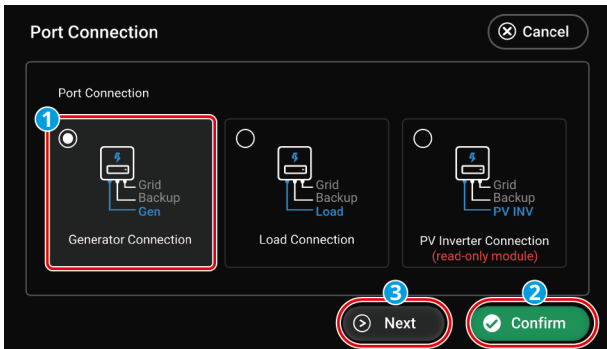 Port Connection
Cancel
Port Connection
1
Grid
Backup
Gen
Generator Connection
Grid
Backup
Load
Load Connection
Grid
Backup
PV INV
PV Inverter Connection
(read-only module)
3
Next
2
Confirm